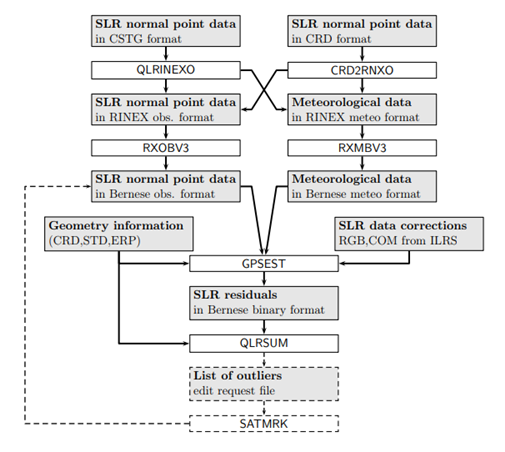 SLR normal point data
in CSTG format
SLR normal point data
in CRD format
QLRINEXO
CRD2RNXO
SLR normal point data
in RINEX obs. format
Meteorological data
in RINEX meteo format
RXOBV3
RXMBV3
SLR normal point data
in Bernese obs. format
Meteorological data
in Bernese meteo format
Geometry information
(CRD,STD,ERP)
SLR data corrections
RGB,COM from ILRS
GPSEST
SLR residuals
in Bernese binary format
QLRSUM
List of outliers
edit request file
SATMRK